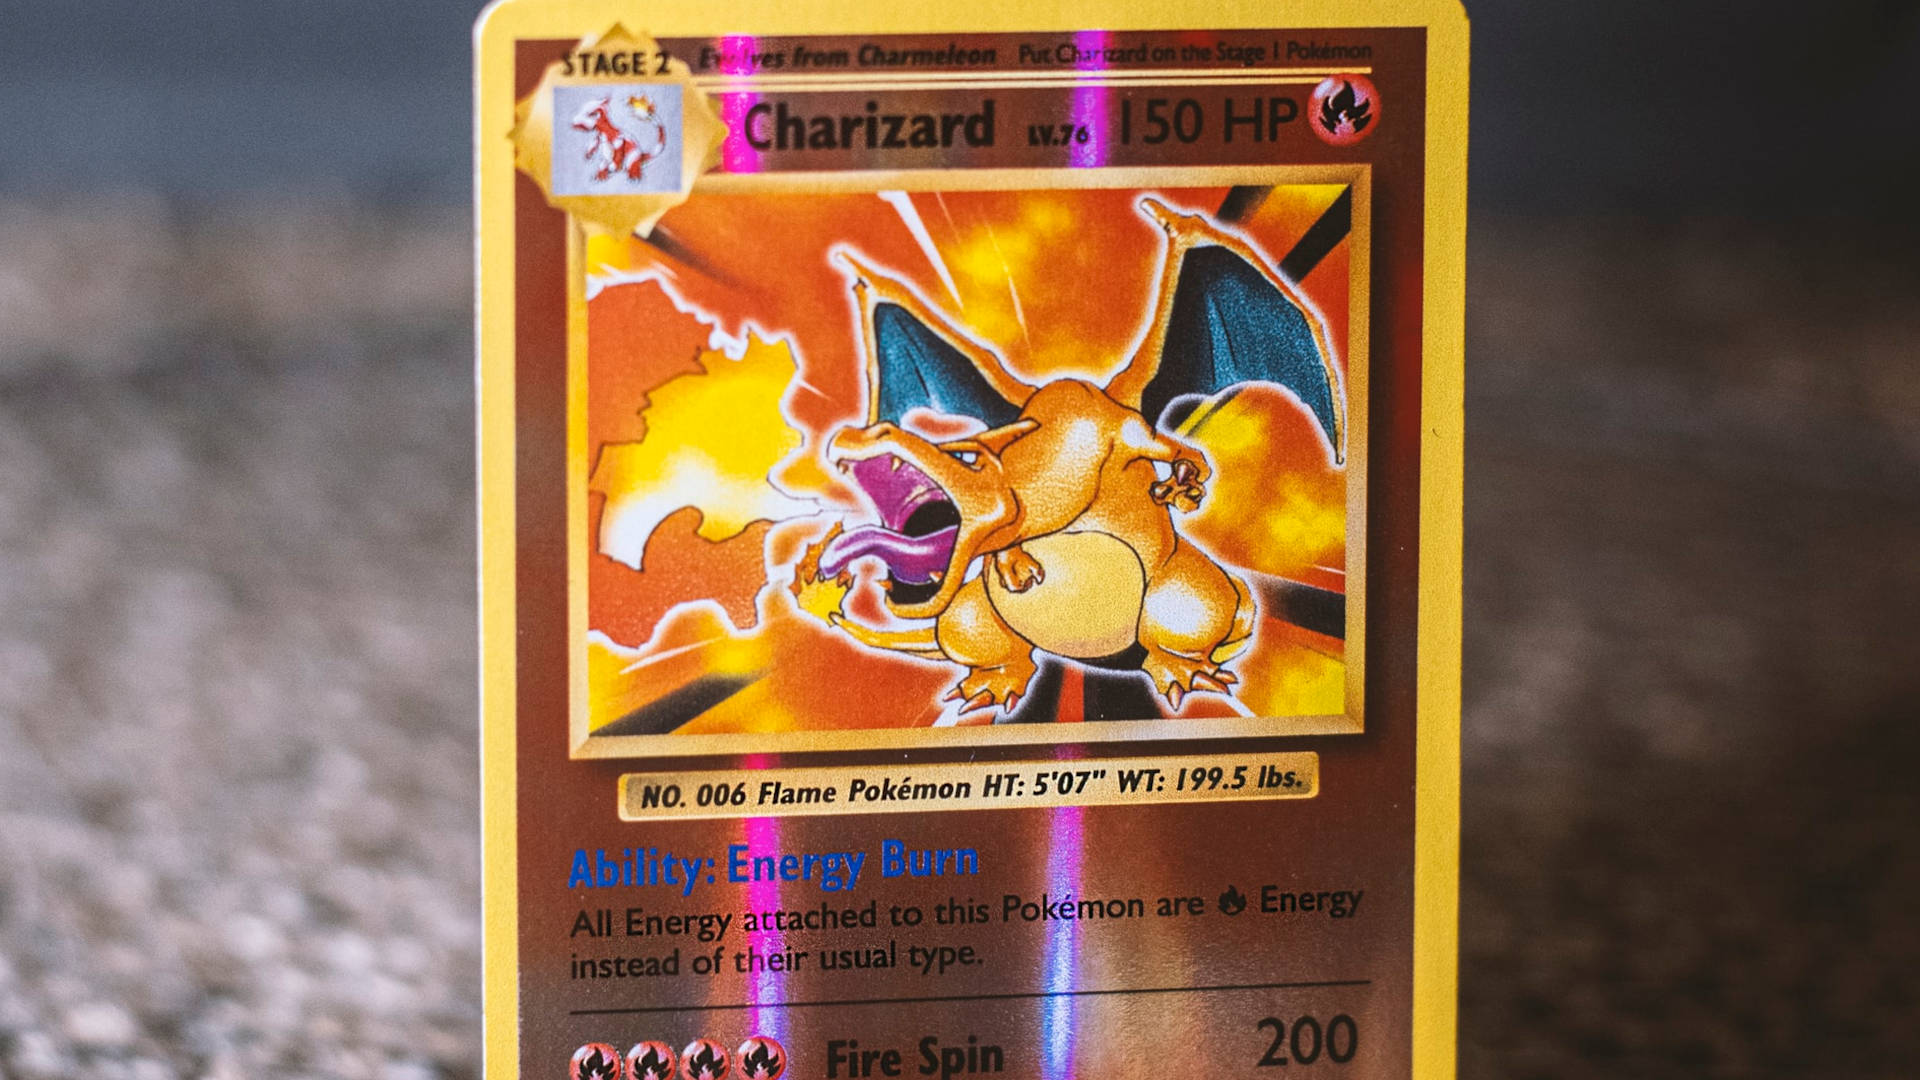 STAGE 2 Evolves from Charmeleon Put Charizard on the Stage 1 Pokémon
Charizard LV.76 150 HP
NO. 006 Flame Pokémon HT: 5'07" WT: 199.5 lbs.
Ability: Energy Burn
All Energy attached to this Pokémon are Energy
instead of their usual type.
Fire Spin 200